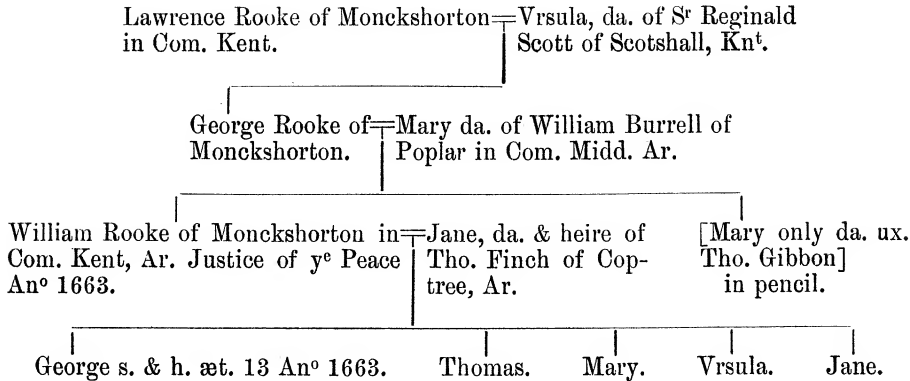 Lawrence Rooke of Monckshorton = Vrsula, da. of Sʳ Reginald
in Com. Kent. Scott of Scotshall, Knᵗ.
George Rooke of = Mary da. of William Burrell of
Monckshorton. Poplar in Com. Midd. Ar.
William Rooke of Monckshorton in = Jane, da. & heire of [Mary only da. ux.
Com. Kent, Ar. Justice of yᵉ Peace Tho. Finch of Cop- Tho. Gibbon]
Anᵒ 1663. tree, Ar. in pencil.
George s. & h. æt. 13 Anᵒ 1663. Thomas. Mary. Vrsula. Jane.